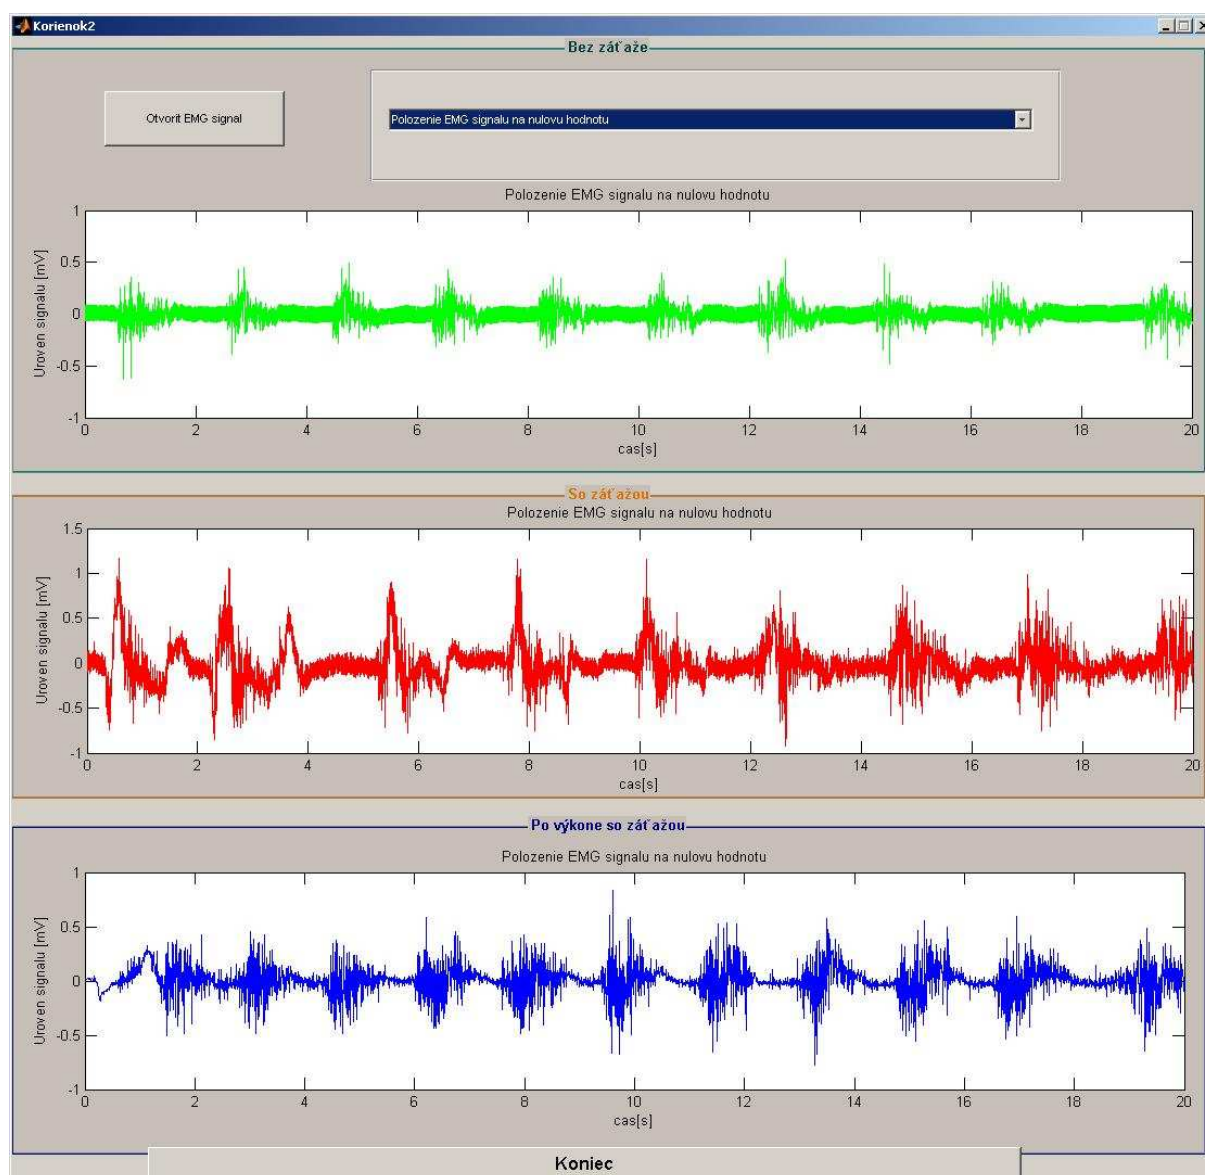 Korienok2
Bez záťaže
Otvorit EMG signal
Polozenie EMG signalu na nulovu hodnotu
Polozenie EMG signalu na nulovu hodnotu
Uroven signalu [mV]
1
0.5
0
-0.5
-1
0 2 4 6 8 10 12 14 16 18 20
cas[s]
So záťažou
Polozenie EMG signalu na nulovu hodnotu
Uroven signalu [mV]
1.5
1
0.5
0
-0.5
-1
0 2 4 6 8 10 12 14 16 18 20
cas[s]
Po výkone so záťažou
Polozenie EMG signalu na nulovu hodnotu
Uroven signalu [mV]
1
0.5
0
-0.5
-1
0 2 4 6 8 10 12 14 16 18 20
cas[s]
Koniec